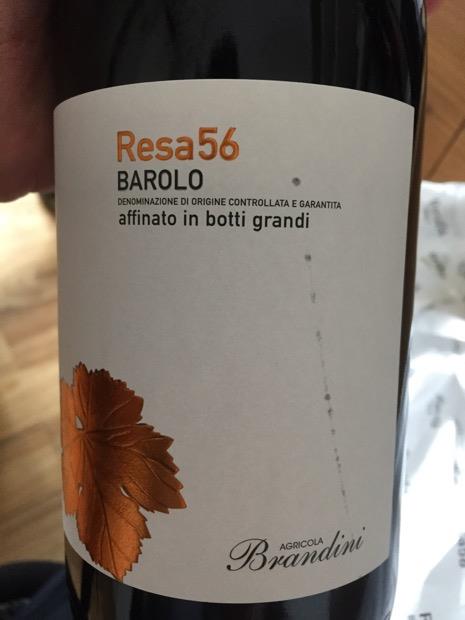 Resa56
BAROLO
DENOMINAZIONE DI ORIGINE CONTROLLATA E GARANTITA
affinato in botti grandi
AGRICOLA
Brandini